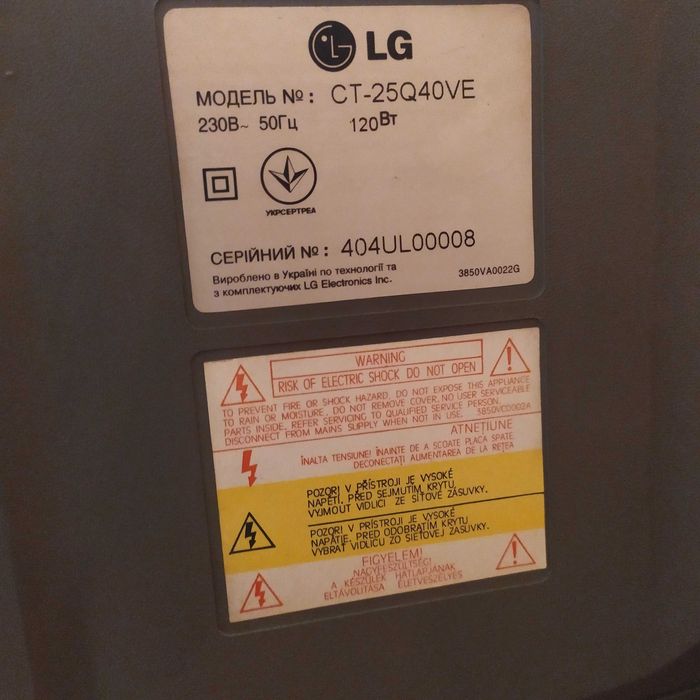 LG
МОДЕЛЬ № : CT-25Q40VE
230В~ 50Гц 120Вт
УКРСЕРТРЕА
СЕРІЙНИЙ № : 404UL00008
Вироблено в Україні по технології та
з комплектуючих LG Electronics Inc.
3850VA0022G
WARNING
RISK OF ELECTRIC SHOCK DO NOT OPEN
TO PREVENT FIRE OR SHOCK HAZARD, DO NOT EXPOSE THIS APPLIANCE
TO RAIN OR MOISTURE. DO NOT REMOVE COVER. NO USER SERVICEABLE
PARTS INSIDE. REFER SERVICING TO QUALIFIED SERVICE PERSON.
DISCONNECT FROM MAINS SUPPLY WHEN NOT IN USE. 3850VC0002A
ATNEȚIUNE
ÎNALTA TENSIUNE! ÎNAINTE DE A SCOATE PLACA SPATE,
DECONECTAȚI ALIMENTAREA DE LA REȚEA
POZOR! V PŘÍSTROJI JE VYSOKÉ
NAPĚTÍ. PŘED SEJMUTÍM KRYTU
VYJMOUT VIDLICI ZE SÍTOVÉ ZÁSUVKY.
POZOR! V PRÍSTROJI JE VYSOKÉ
NAPÄTIE. PRED ODOBRATÍM KRYTU
VYBRAŤ VIDLICU ZO SIEŤOVEJ ZÁSUVKY.
FIGYELEM!
NAGYFESZÜLTSÉG!
A KÉSZÜLÉK HÁTLAPJÁNAK
ELTÁVOLÍTÁSA ÉLETVESZÉLYES